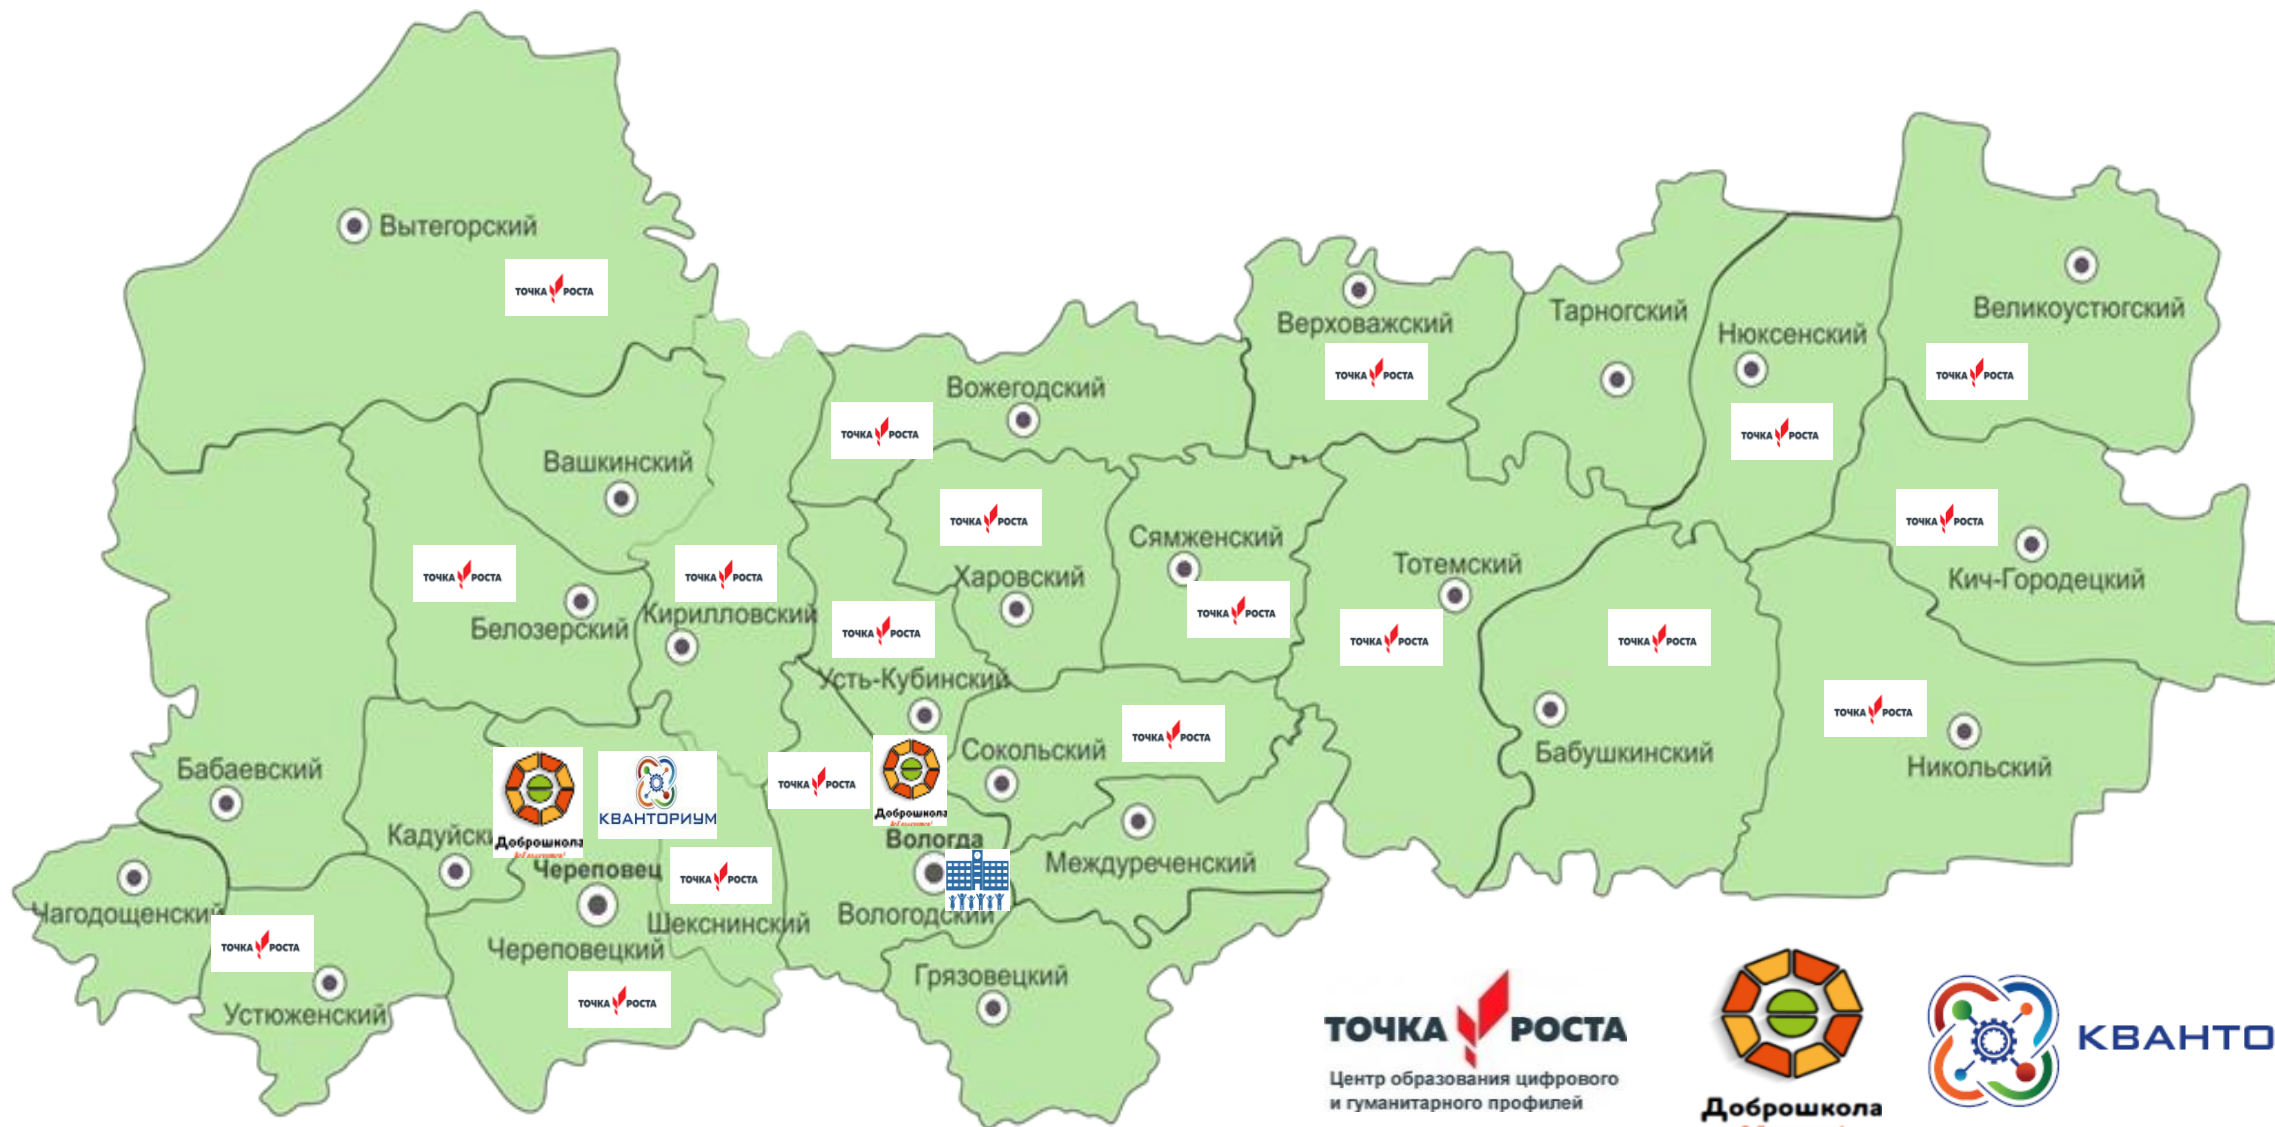 Вытегорский
ТОЧКА РОСТА
Великоустюгский
Верховажский
ТОЧКА РОСТА
Тарногский
Нюксенский
ТОЧКА РОСТА
Вожегодский
ТОЧКА РОСТА
ТОЧКА РОСТА
Вашкинский
ТОЧКА РОСТА
ТОЧКА РОСТА
Сямженский
Харовский
Тотемский
Кич-Городецкий
ТОЧКА РОСТА
ТОЧКА РОСТА
Белозерский
Кирилловский
ТОЧКА РОСТА
ТОЧКА РОСТА
ТОЧКА РОСТА
ТОЧКА РОСТА
Усть-Кубинский
ТОЧКА РОСТА
ТОЧКА РОСТА
Сокольский
Бабушкинский
Никольский
Бабаевский
ТОЧКА РОСТА
КВАНТОРИУМ
Доброшкола
Доброшкола
Кадуйски
Вологда
Череповец
ТОЧКА РОСТА
Междуреченский
Чагодощенский
Шекснинский
Вологодский
ТОЧКА РОСТА
Череповецкий
Грязовецкий
ТОЧКА РОСТА
Устюженский
ТОЧКА РОСТА
Центр образования цифрового
и гуманитарного профилей
Доброшкола
КВАНТО